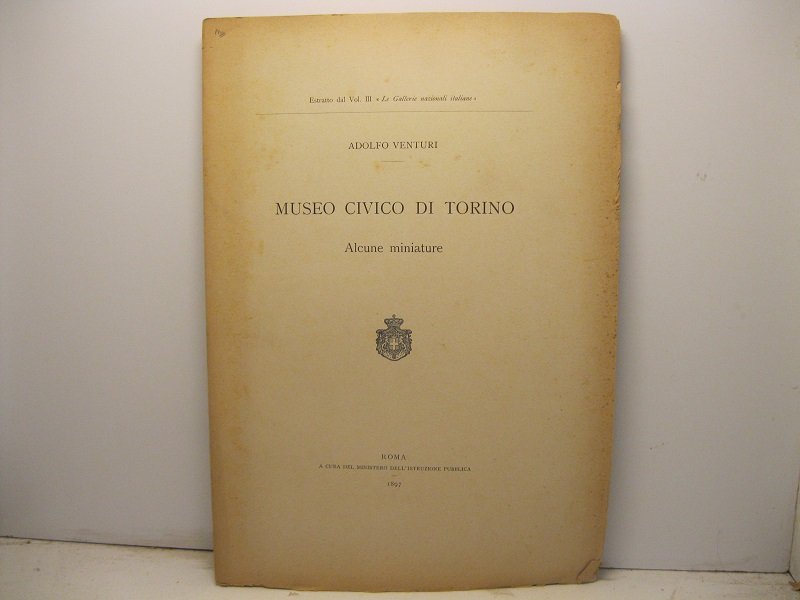 Estratto dal Vol. III « Le Gallerie nazionali italiane »
ADOLFO VENTURI
MUSEO CIVICO DI TORINO
Alcune miniature
ROMA
A CURA DEL MINISTERO DELL'ISTRUZIONE PUBBLICA
1897